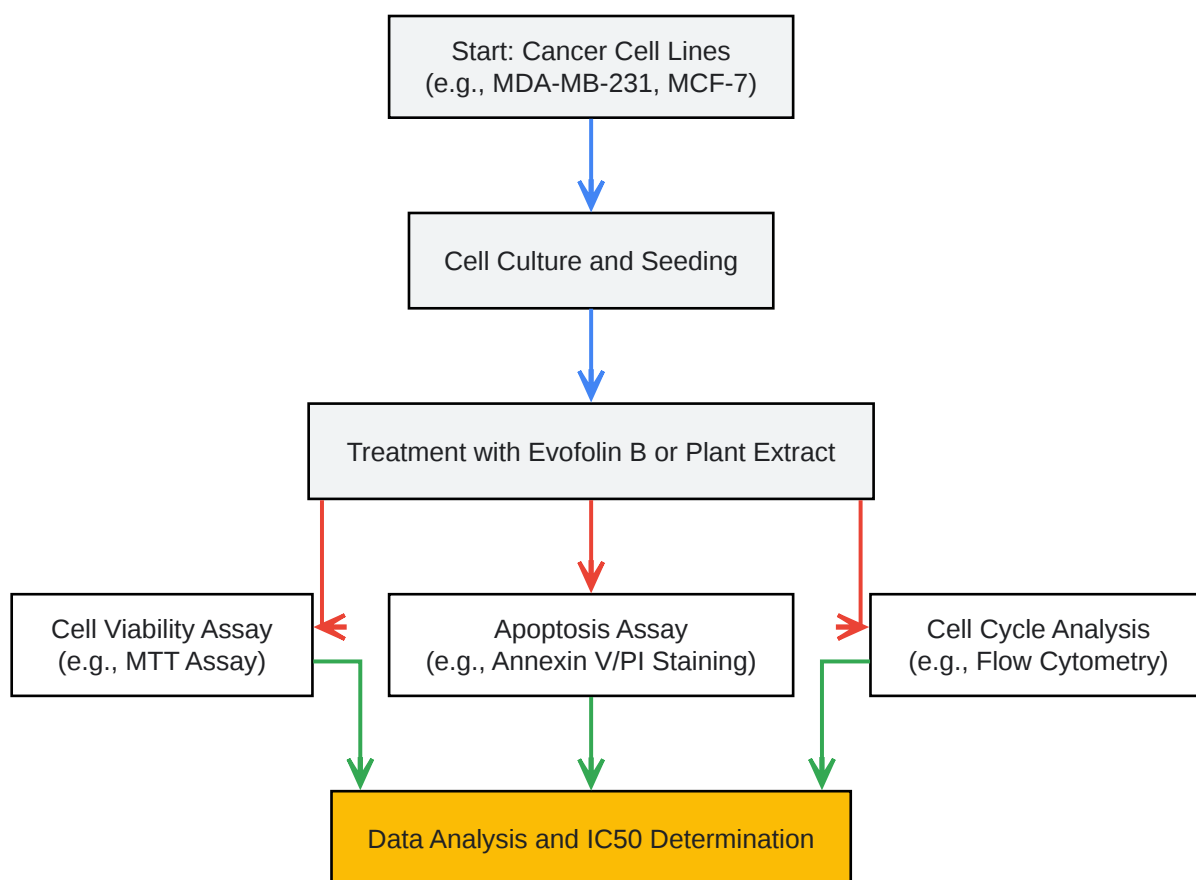 Start: Cancer Cell Lines
(e.g., MDA-MB-231, MCF-7)
Cell Culture and Seeding
Treatment with Evofolin B or Plant Extract
Cell Viability Assay
(e.g., MTT Assay)
Apoptosis Assay
(e.g., Annexin V/PI Staining)
Cell Cycle Analysis
(e.g., Flow Cytometry)
Data Analysis and IC50 Determination